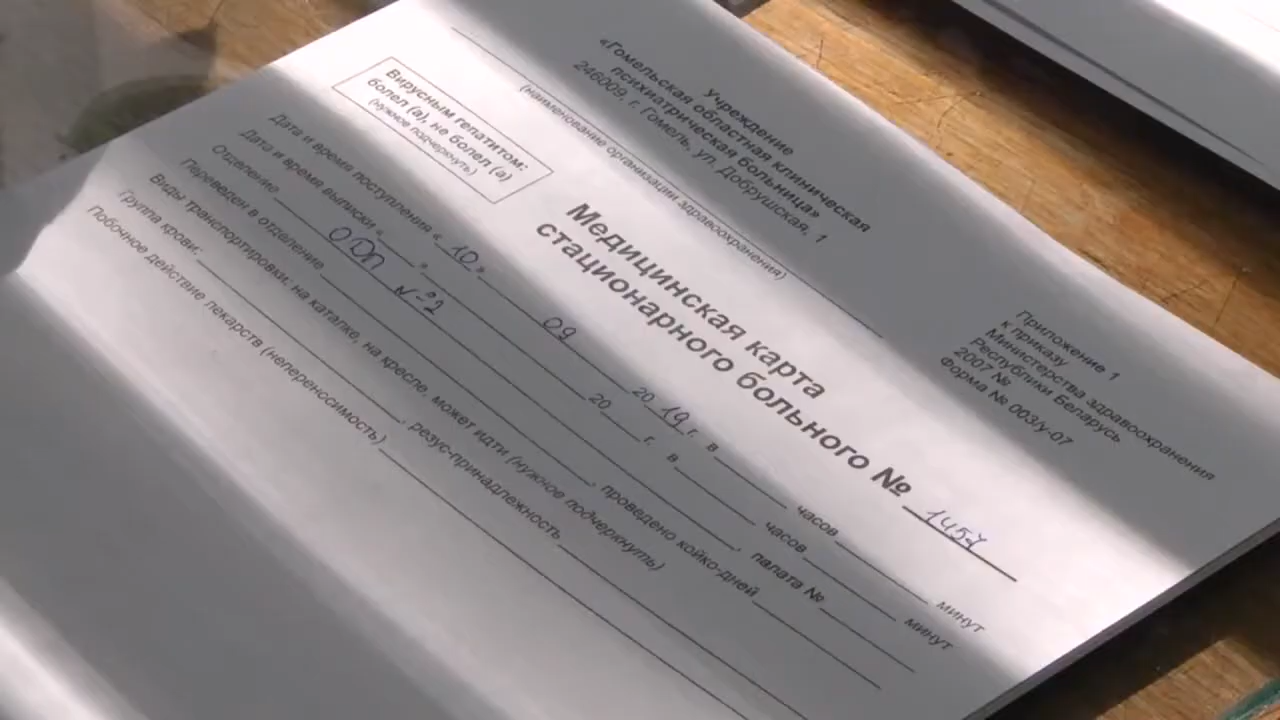 Учреждение
«Гомельская областная клиническая
психиатрическая больница»
246009, г. Гомель, ул. Добрушская, 1
(наименование организации здравоохранения)
Приложение 1
к приказу
Министерства здравоохранения
Республики Беларусь
2007 №
Форма № 003/у-07
Вирусным гепатитом:
болел (а), не болел (а)
(нужное подчеркнуть)
Медицинская карта
стационарного больного № 1457
Дата и время поступления « 10 » 09 20 19 г. в часов минут
Дата и время выписки « » 20 г. в часов минут
Отделение ОДп №2 палата №
Переведен в отделение , проведено койко-дней
Виды транспортировки: на каталке, на кресле, может идти (нужное подчеркнуть)
Группа крови: , резус-принадлежность
Побочное действие лекарств (непереносимость)